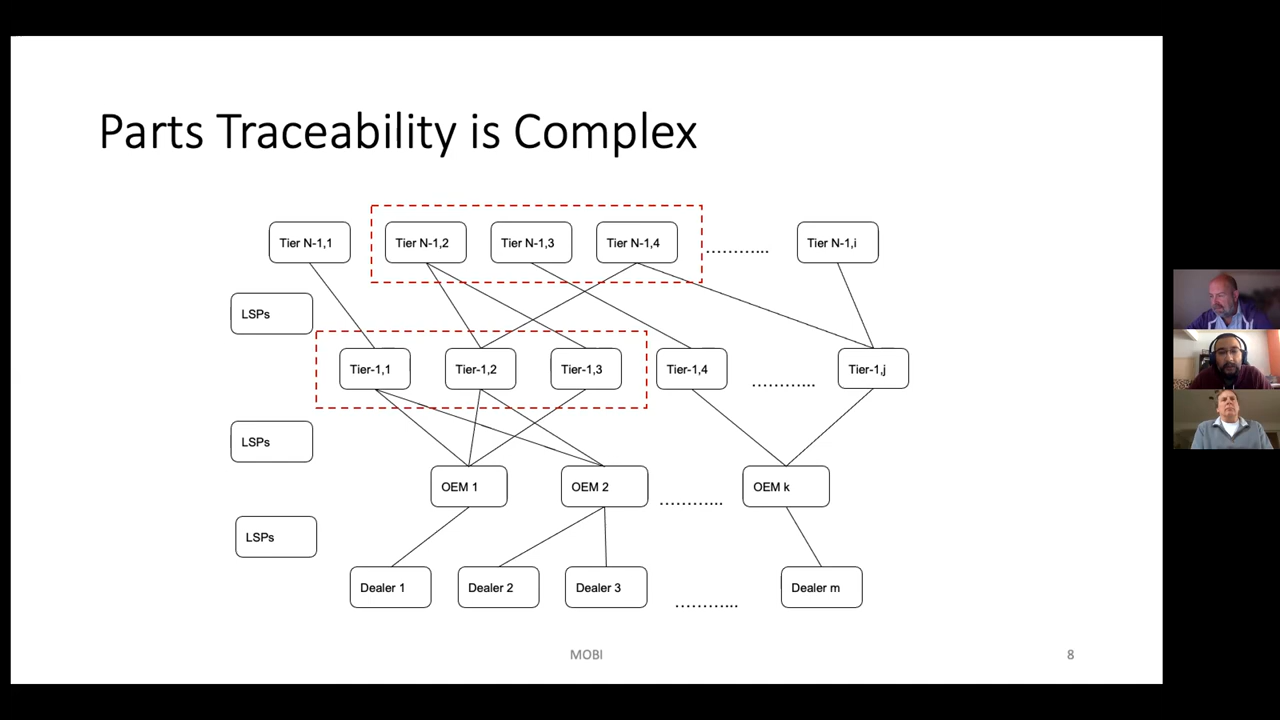 Parts Traceability is Complex
Tier N-1,1
Tier N-1,2
Tier N-1,3
Tier N-1,4
............
Tier N-1,i
LSPs
Tier-1,1
Tier-1,2
Tier-1,3
Tier-1,4
............
Tier-1,j
LSPs
OEM 1
OEM 2
............
OEM k
LSPs
Dealer 1
Dealer 2
Dealer 3
............
Dealer m
MOBI
8